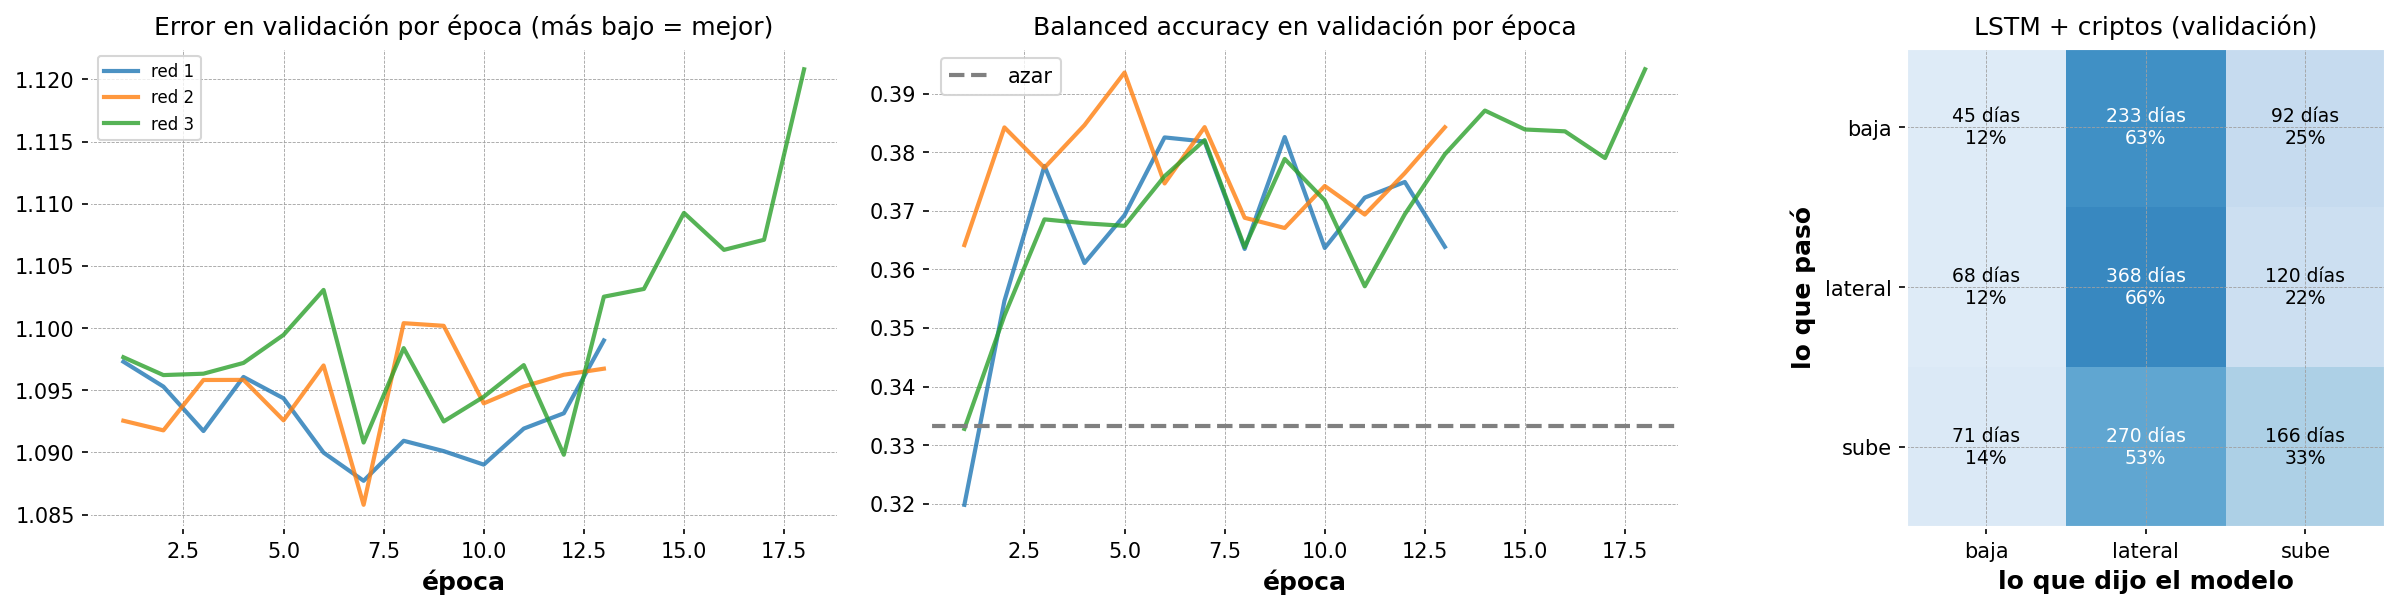 Error en validación por época (más bajo = mejor)
red 1
red 2
red 3
1.120
1.115
1.110
1.105
1.100
1.095
1.090
1.085
2.5 5.0 7.5 10.0 12.5 15.0 17.5
época
Balanced accuracy en validación por época
azar
0.39
0.38
0.37
0.36
0.35
0.34
0.33
0.32
2.5 5.0 7.5 10.0 12.5 15.0 17.5
época
LSTM + criptos (validación)
lo que pasó
baja
45 días
12%
233 días
63%
92 días
25%
lateral
68 días
12%
368 días
66%
120 días
22%
sube
71 días
14%
270 días
53%
166 días
33%
baja lateral sube
lo que dijo el modelo